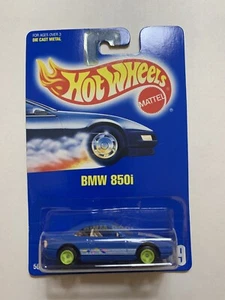 FOR AGES OVER 3
DIE CAST METAL
Hot Wheels
MATTEL
BMW 850i